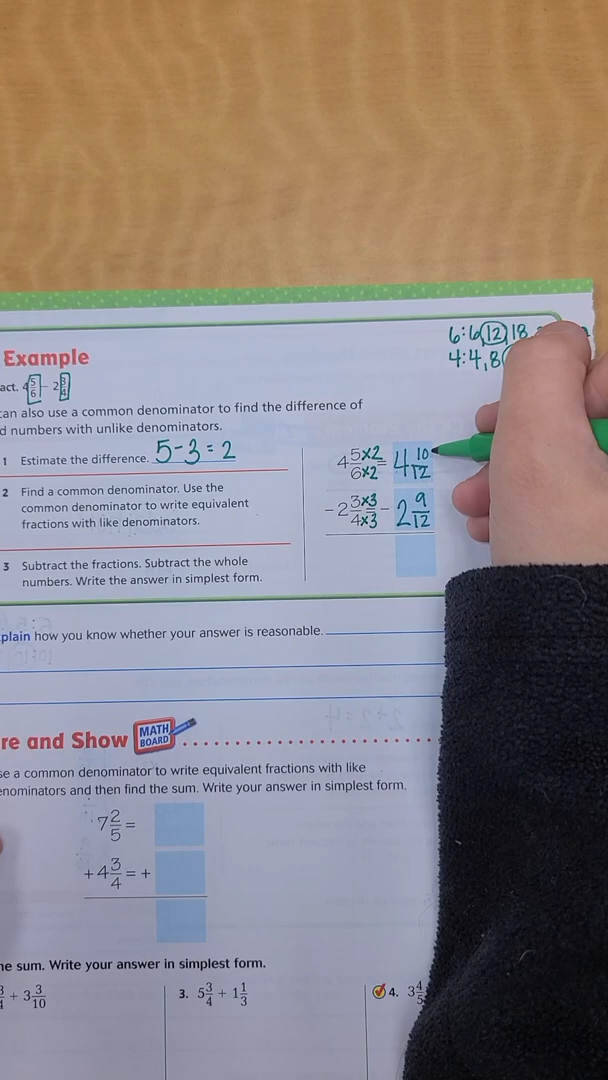 6:6,12,18
4:4,8
Example
act. 4 5/6 - 2 3/4
can also use a common denominator to find the difference of
d numbers with unlike denominators.
1 Estimate the difference. 5-3=2
2 Find a common denominator. Use the
common denominator to write equivalent
fractions with like denominators.
3 Subtract the fractions. Subtract the whole
numbers. Write the answer in simplest form.
4 5x2/6x2 = 4 10/12
-2 3x3/4x3 - 2 9/12
plain how you know whether your answer is reasonable.
re and Show MATH BOARD
se a common denominator to write equivalent fractions with like
enominators and then find the sum. Write your answer in simplest form.
7 2/5 =
+4 3/4 = +
he sum. Write your answer in simplest form.
3/4 + 3 3/10
3. 5 3/4 + 1 1/3
4. 3 4/5